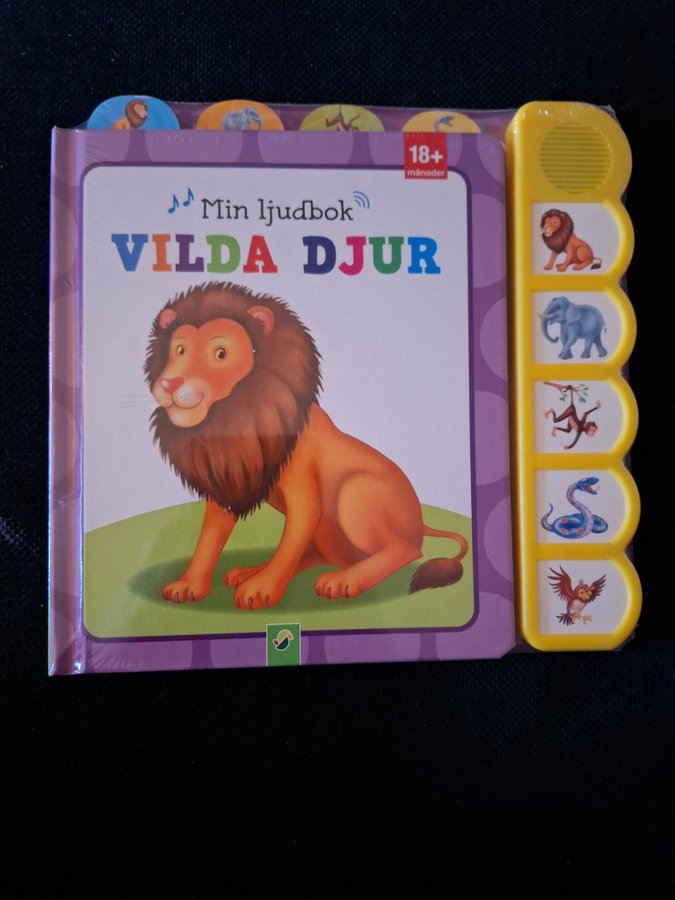 18+
månader
Min ljudbok
VILDA DJUR